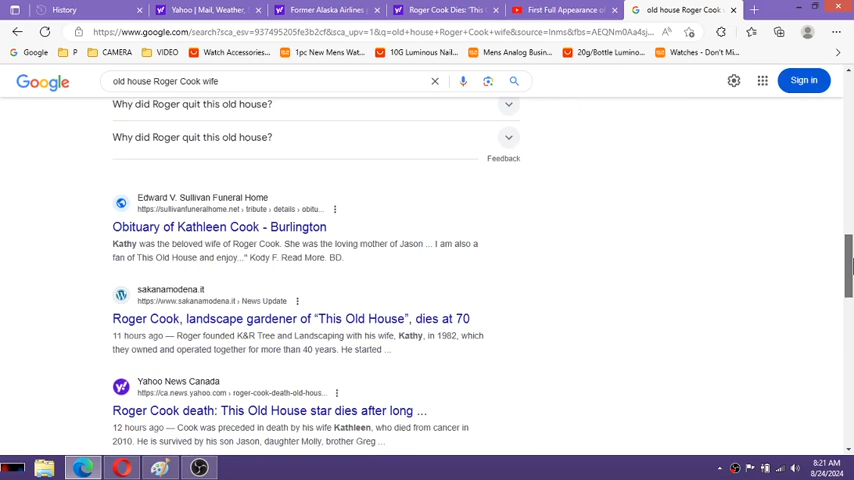 History
Yahoo | Mail, Weather, S
Former Alaska Airlines p
Roger Cook Dies: 'This O
First Full Appearance of
old house Roger Cook w
https://www.google.com/search?sca_esv=937495205fe3b2cf&sca_upv=1&q=old+house+Roger+Cook+wife&source=lnms&fbs=AEQNm0Aa4sj...
Google
P
CAMERA
VIDEO
Watch Accessories...
1pc New Mens Wat...
10G Luminous Nail...
Mens Analog Busin...
20g/Bottle Lumino...
Watches - Don't Mi...
Google
old house Roger Cook wife
Sign in
Why did Roger quit this old house?
Why did Roger quit this old house?
Feedback
Edward V. Sullivan Funeral Home
https://sullivanfuneralhome.net › tribute › details › obitu...
Obituary of Kathleen Cook - Burlington
Kathy was the beloved wife of Roger Cook. She was the loving mother of Jason ... I am also a
fan of This Old House and enjoy..." Kody F. Read More. BD.
sakanamodena.it
https://www.sakanamodena.it › News Update
Roger Cook, landscape gardener of “This Old House”, dies at 70
11 hours ago — Roger founded K&R Tree and Landscaping with his wife, Kathy, in 1982, which
they owned and operated together for more than 40 years. He started ...
Yahoo News Canada
https://ca.news.yahoo.com › roger-cook-death-old-hous...
Roger Cook death: This Old House star dies after long ...
12 hours ago — Cook was preceded in death by his wife Kathleen, who died from cancer in
2010. He is survived by his son Jason, daughter Molly, brother Greg ...
8:21 AM
8/24/2024